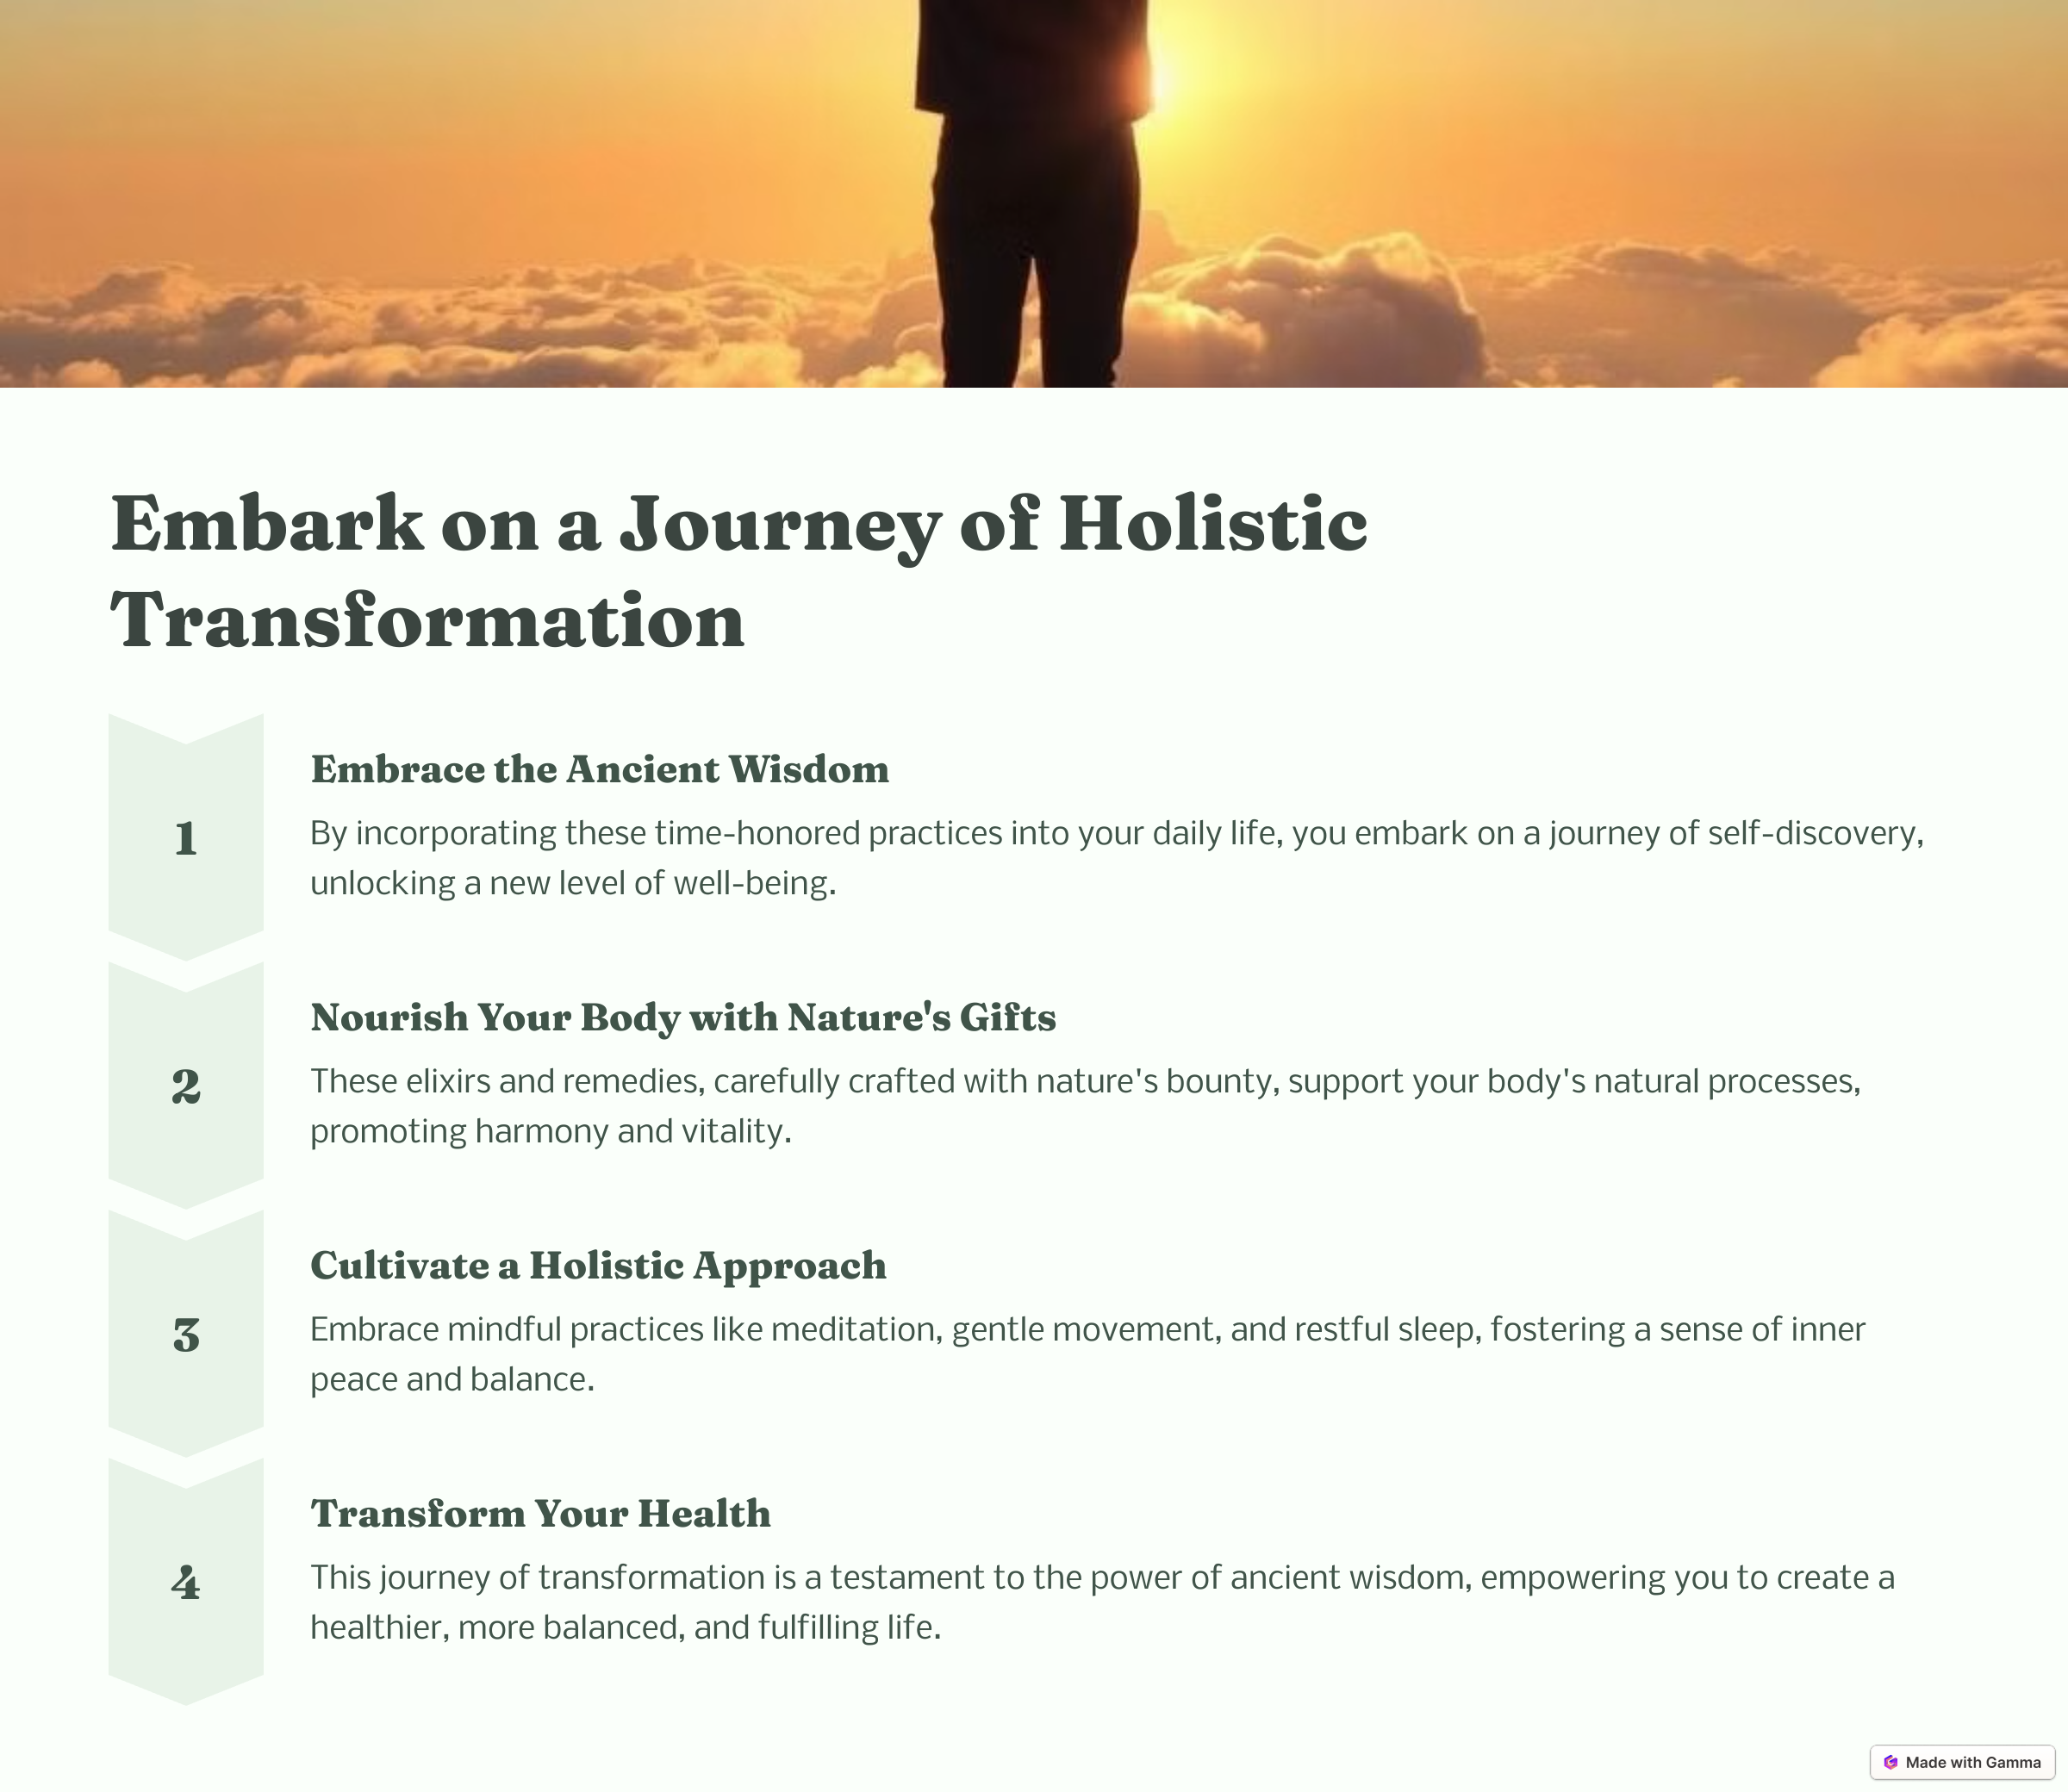 Embark on a Journey of Holistic
Transformation
1
Embrace the Ancient Wisdom
By incorporating these time-honored practices into your daily life, you embark on a journey of self-discovery,
unlocking a new level of well-being.
2
Nourish Your Body with Nature's Gifts
These elixirs and remedies, carefully crafted with nature's bounty, support your body's natural processes,
promoting harmony and vitality.
3
Cultivate a Holistic Approach
Embrace mindful practices like meditation, gentle movement, and restful sleep, fostering a sense of inner
peace and balance.
4
Transform Your Health
This journey of transformation is a testament to the power of ancient wisdom, empowering you to create a
healthier, more balanced, and fulfilling life.
Made with Gamma